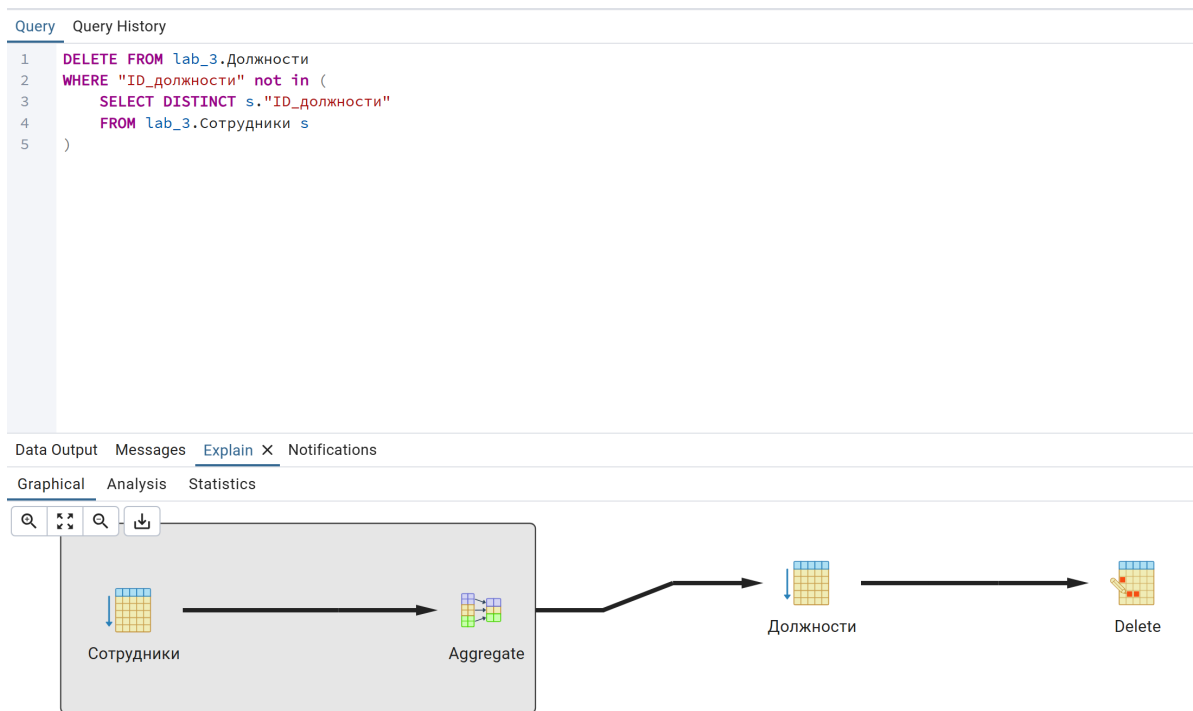 Query Query History
1 DELETE FROM lab_3.Должности
2 WHERE "ID_должности" not in (
3 SELECT DISTINCT s."ID_должности"
4 FROM lab_3.Сотрудники s
5 )
Data Output Messages Explain Notifications
Graphical Analysis Statistics
Сотрудники
Aggregate
Должности
Delete